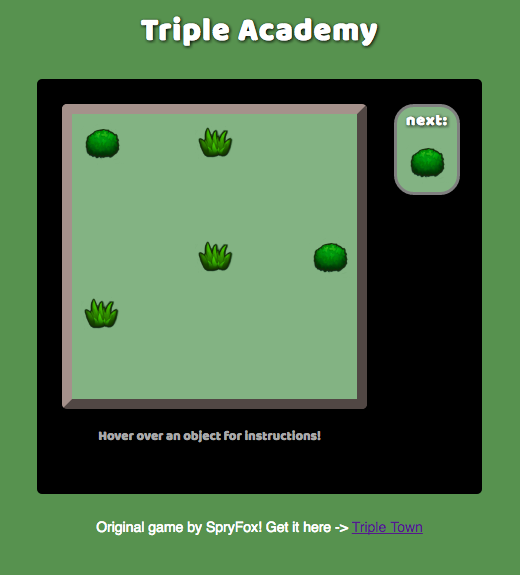 Triple Academy
next:
Hover over an object for instructions!
Original game by SpryFox! Get it here -> Triple Town